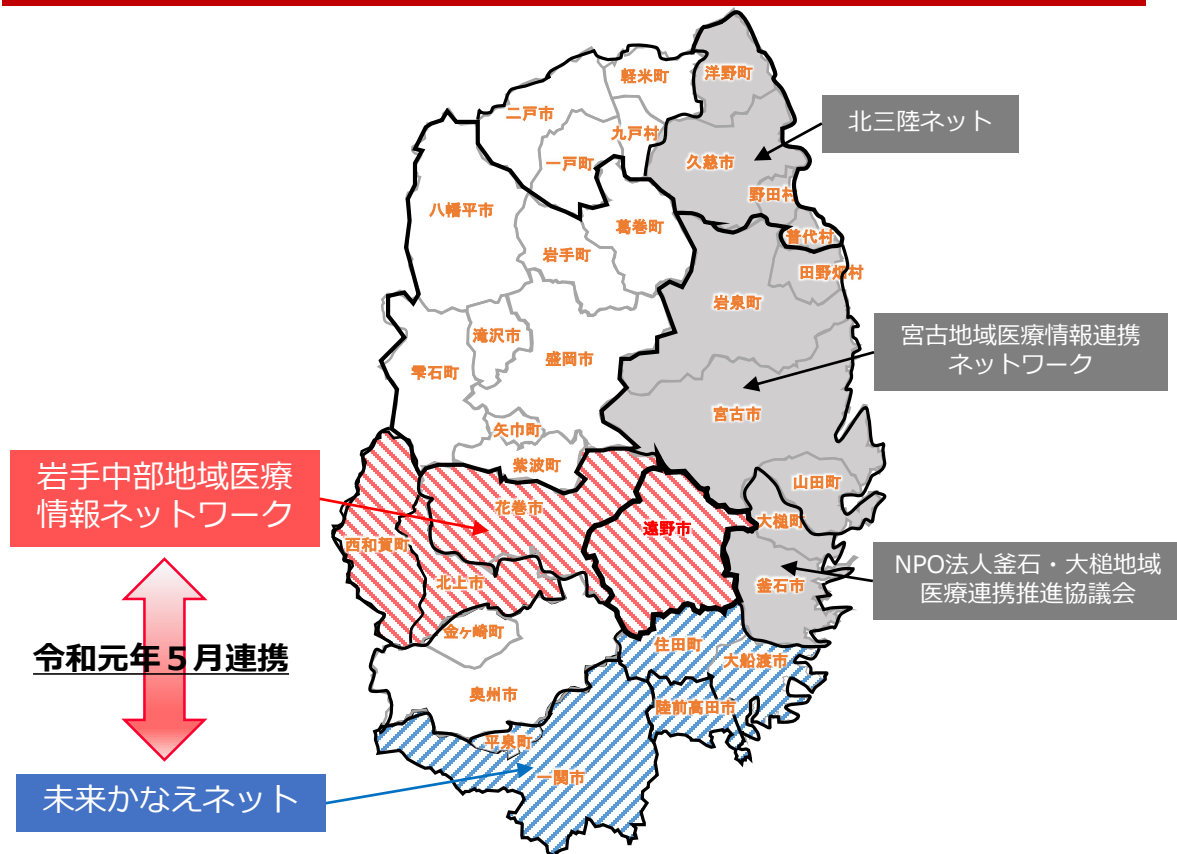 軽米町
洋野町
二戸市
九戸村
北三陸ネット
一戸町
久慈市
野田村
八幡平市
葛巻町
普代村
岩手町
田野畑村
岩泉町
滝沢市
盛岡市
雫石町
宮古地域医療情報連携
ネットワーク
宮古市
矢巾町
紫波町
岩手中部地域医療
情報ネットワーク
山田町
花巻市
大槌町
遠野市
西和賀町
北上市
釜石市
NPO法人釜石・大槌地域
医療連携推進協議会
金ヶ崎町
住田町
令和元年５月連携
大船渡市
奥州市
陸前高田市
平泉町
一関市
未来かなえネット